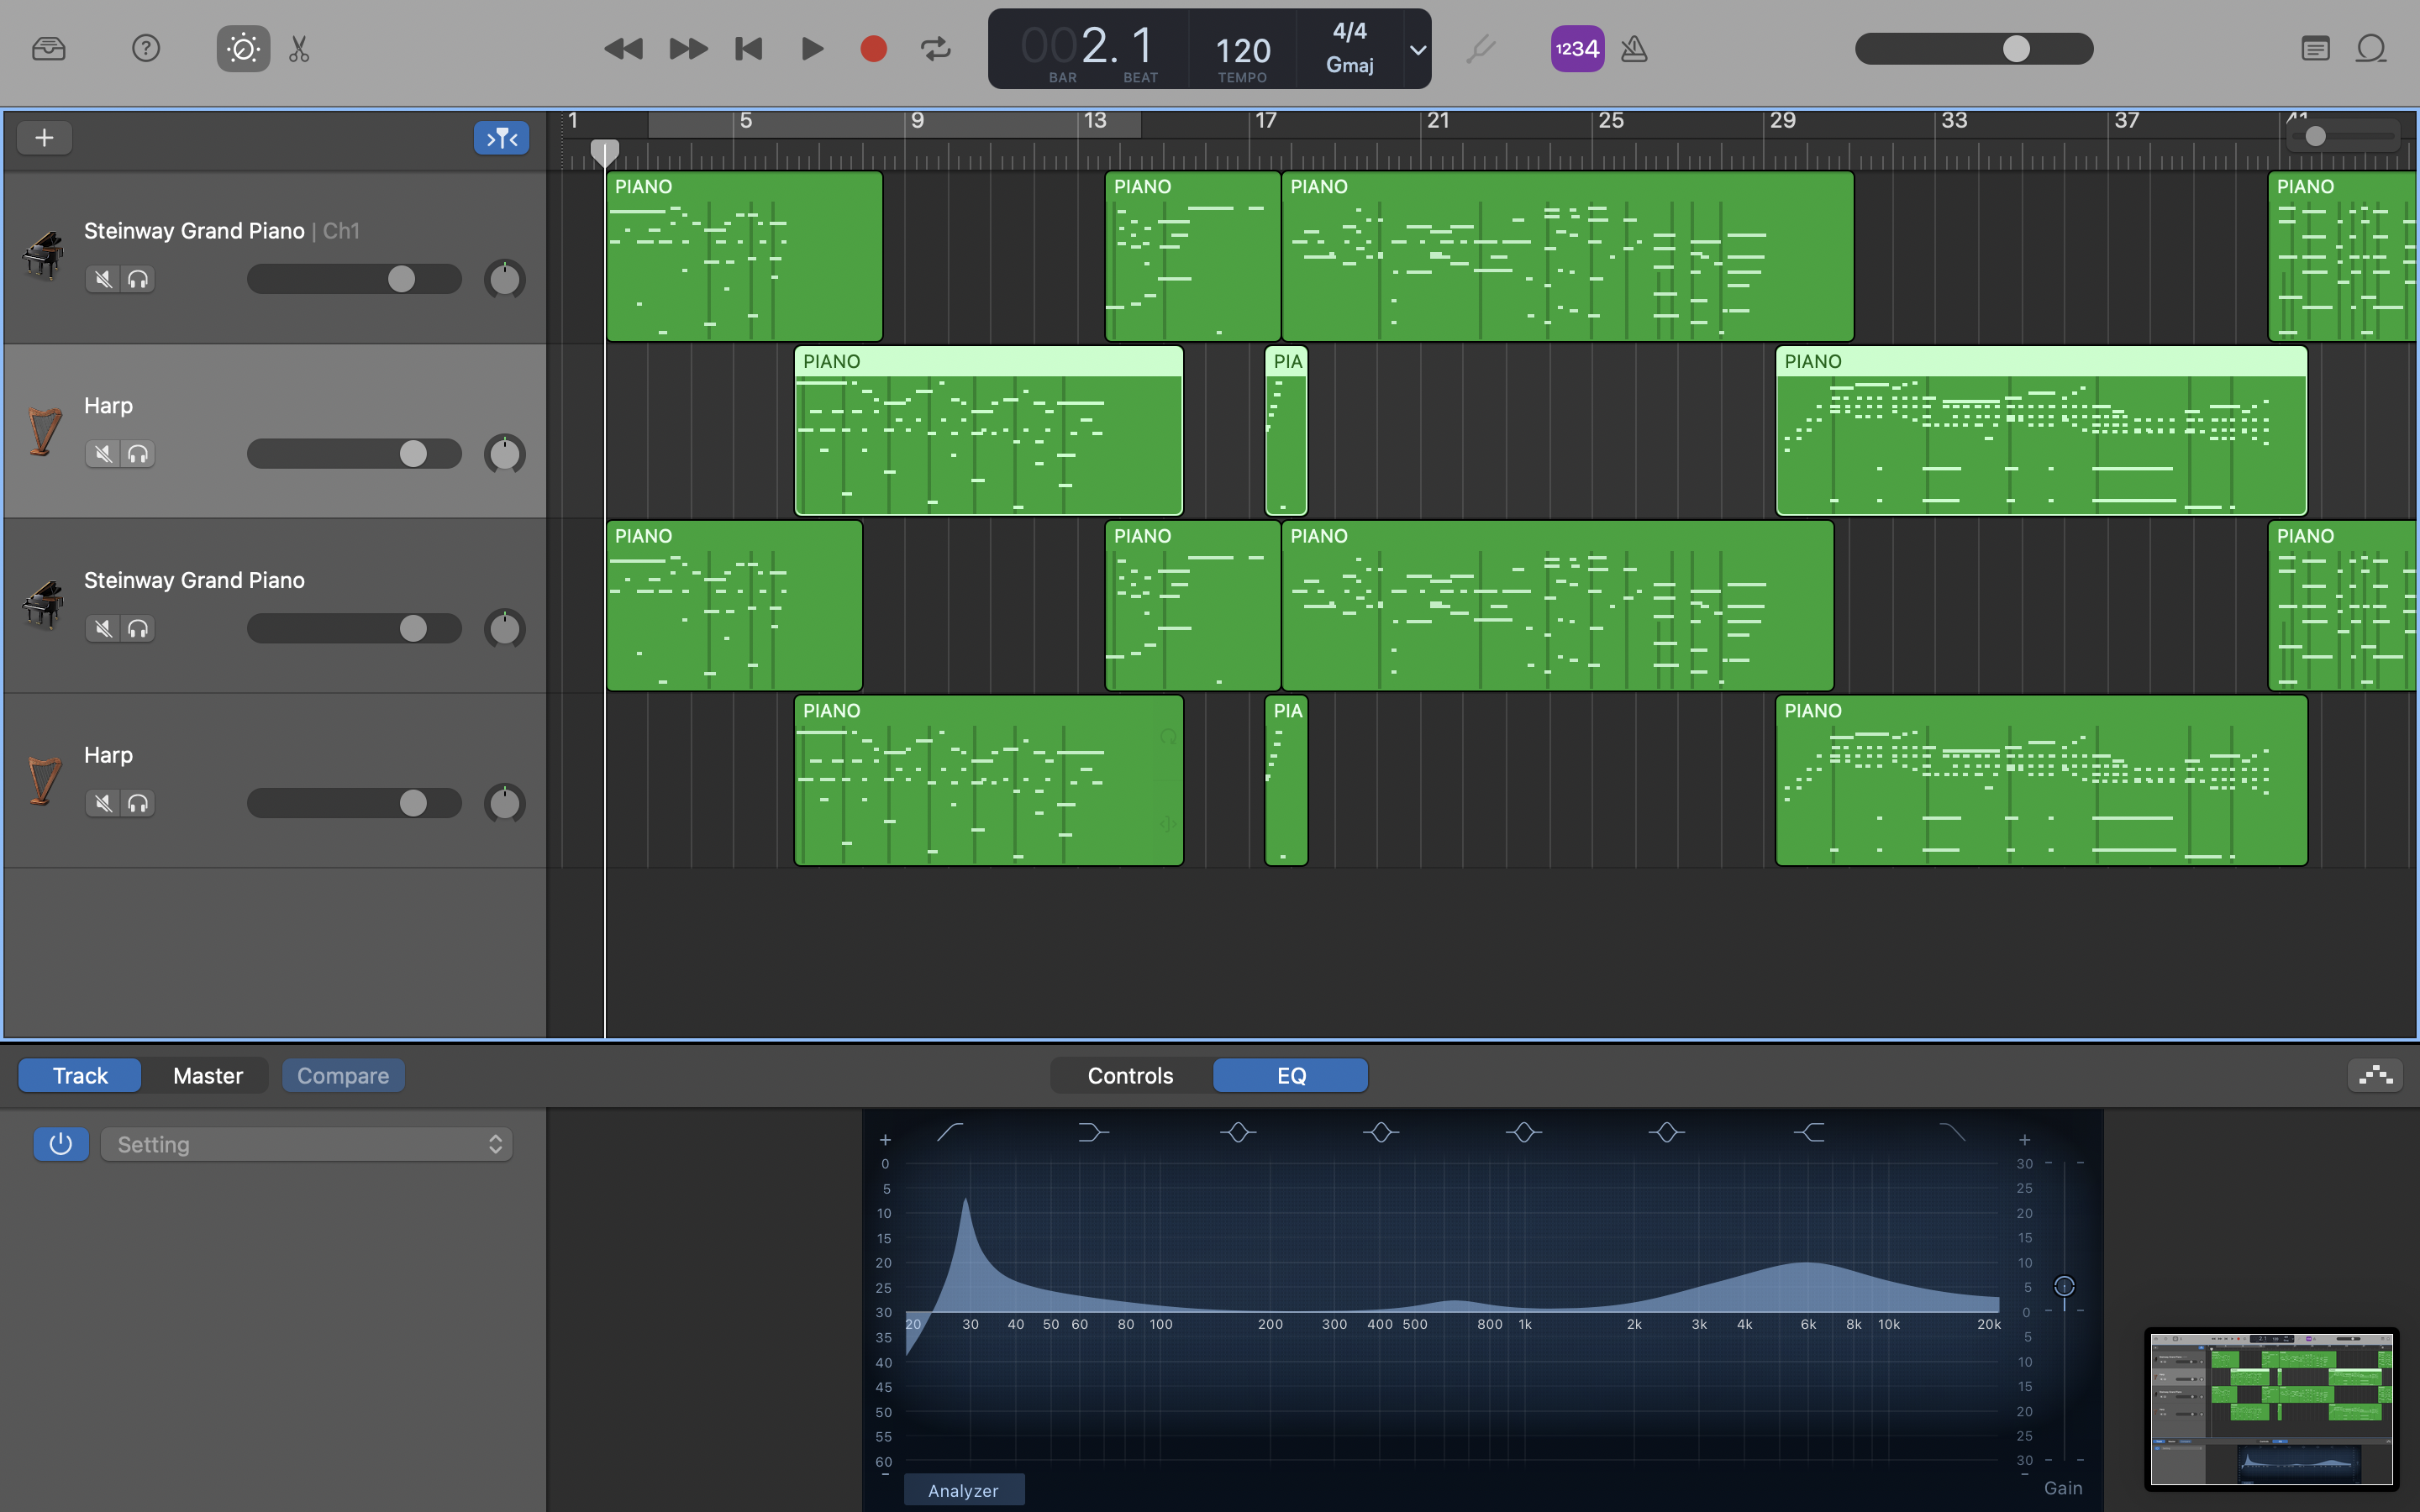 002. 1
BAR
BEAT
120
TEMPO
4/4
Gmaj
1234
1 5 9 13 17 21 25 29 33 37 41
PIANO PIANO PIANO PIANO
Steinway Grand Piano | Ch1
PIANO PIA PIANO
Harp
PIANO PIANO PIANO PIANO
Steinway Grand Piano
PIANO PIA PIANO
Harp
Track Master Compare Controls EQ
Setting
+ +
0 30
5 25
10 20
15 15
20 10
25 5
30 0
20 30 40 50 60 80 100 200 300 400 500 800 1k 2k 3k 4k 6k 8k 10k 20k
35 5
40 10
45 15
50 20
55 25
60 30
− −
Analyzer
Gain